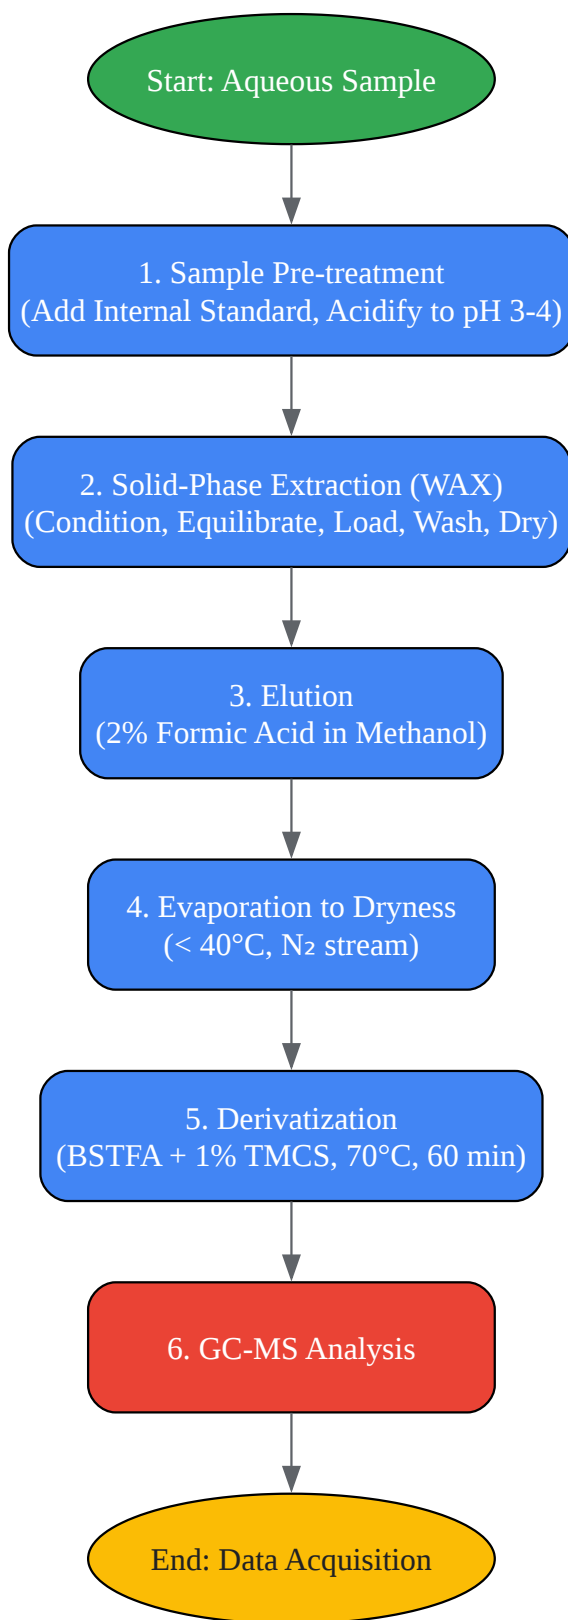 Start: Aqueous Sample
1. Sample Pre-treatment
(Add Internal Standard, Acidify to pH 3-4)
2. Solid-Phase Extraction (WAX)
(Condition, Equilibrate, Load, Wash, Dry)
3. Elution
(2% Formic Acid in Methanol)
4. Evaporation to Dryness
(< 40°C, N₂ stream)
5. Derivatization
(BSTFA + 1% TMCS, 70°C, 60 min)
6. GC-MS Analysis
End: Data Acquisition